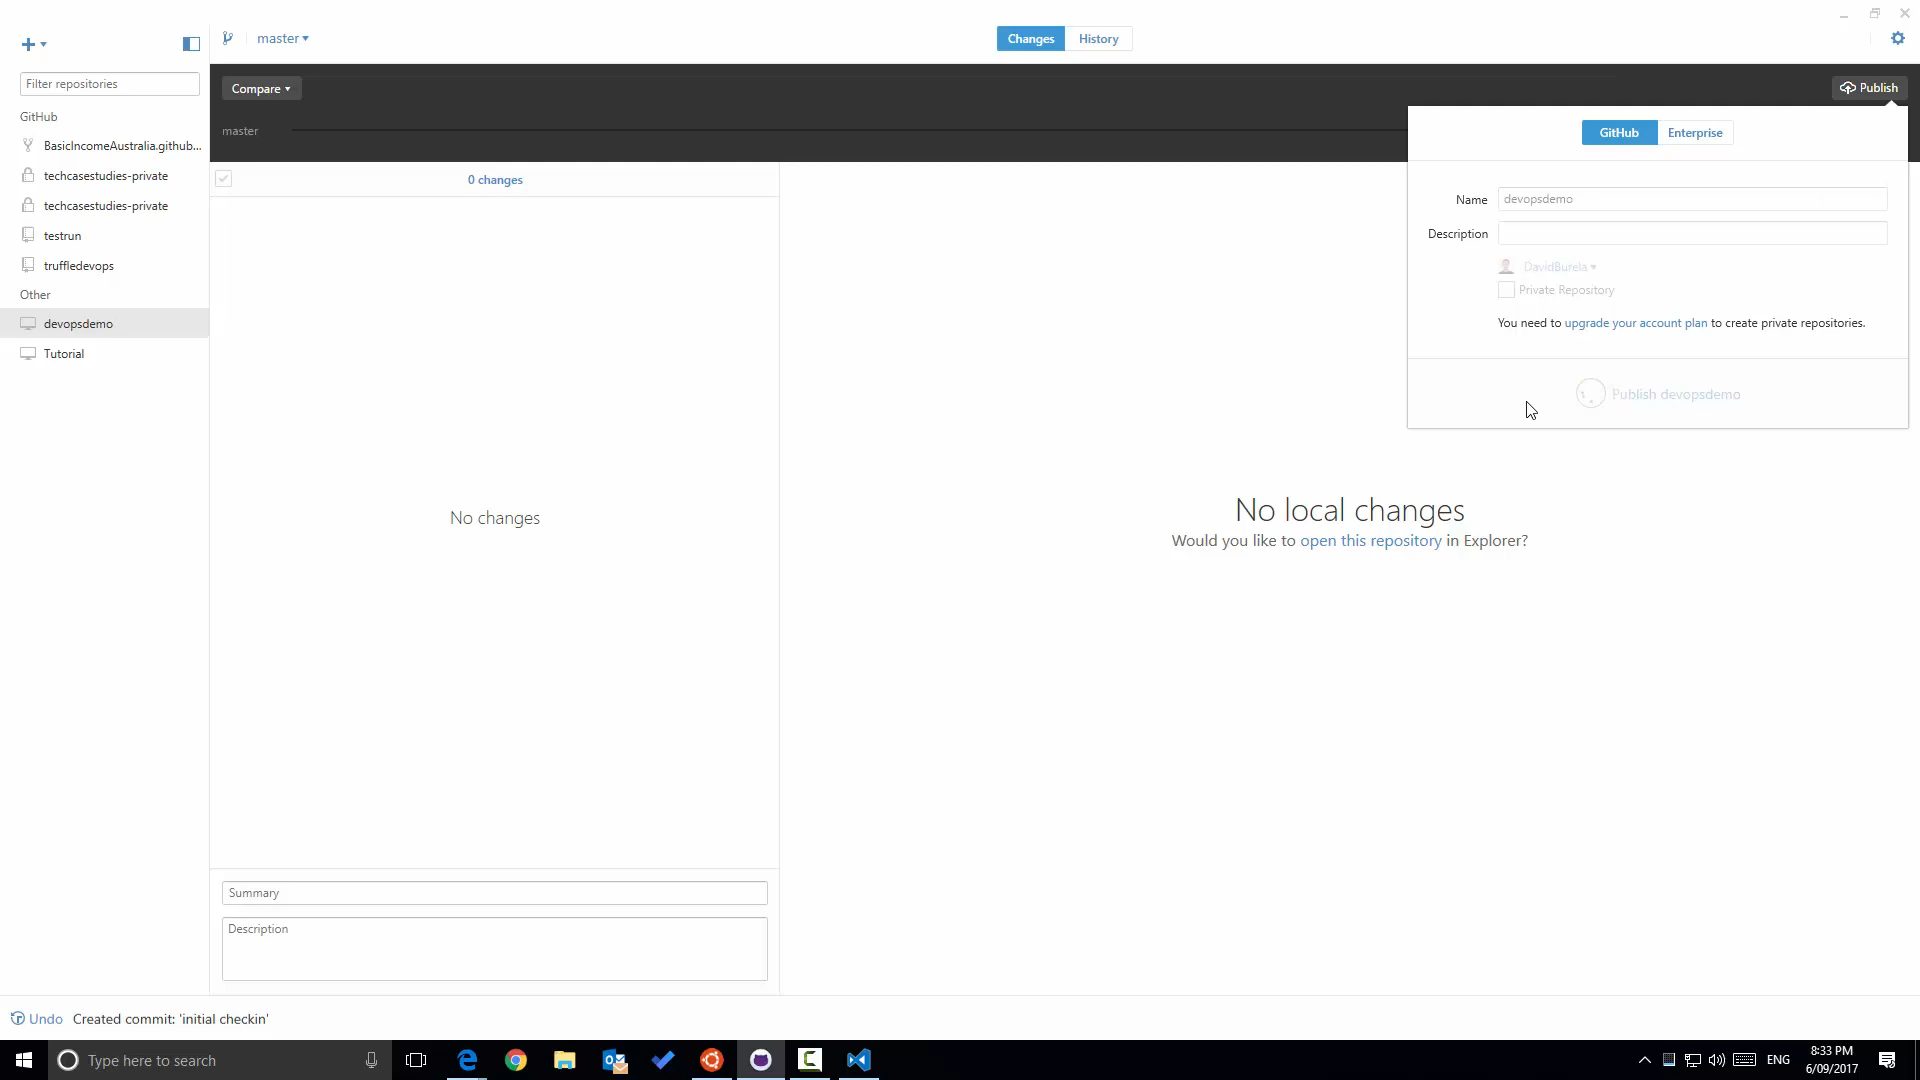 master
Changes
History
Filter repositories
GitHub
BasicIncomeAustralia.github...
techcasestudies-private
techcasestudies-private
testrun
truffledevops
Other
devopsdemo
Tutorial
Compare
Publish
master
0 changes
No changes
Summary
Description
GitHub
Enterprise
Name
devopsdemo
Description
DavidBurela
Private Repository
You need to upgrade your account plan to create private repositories.
Publish devopsdemo
No local changes
Would you like to open this repository in Explorer?
Undo Created commit: 'initial checkin'
Type here to search
ENG
8:33 PM
6/09/2017